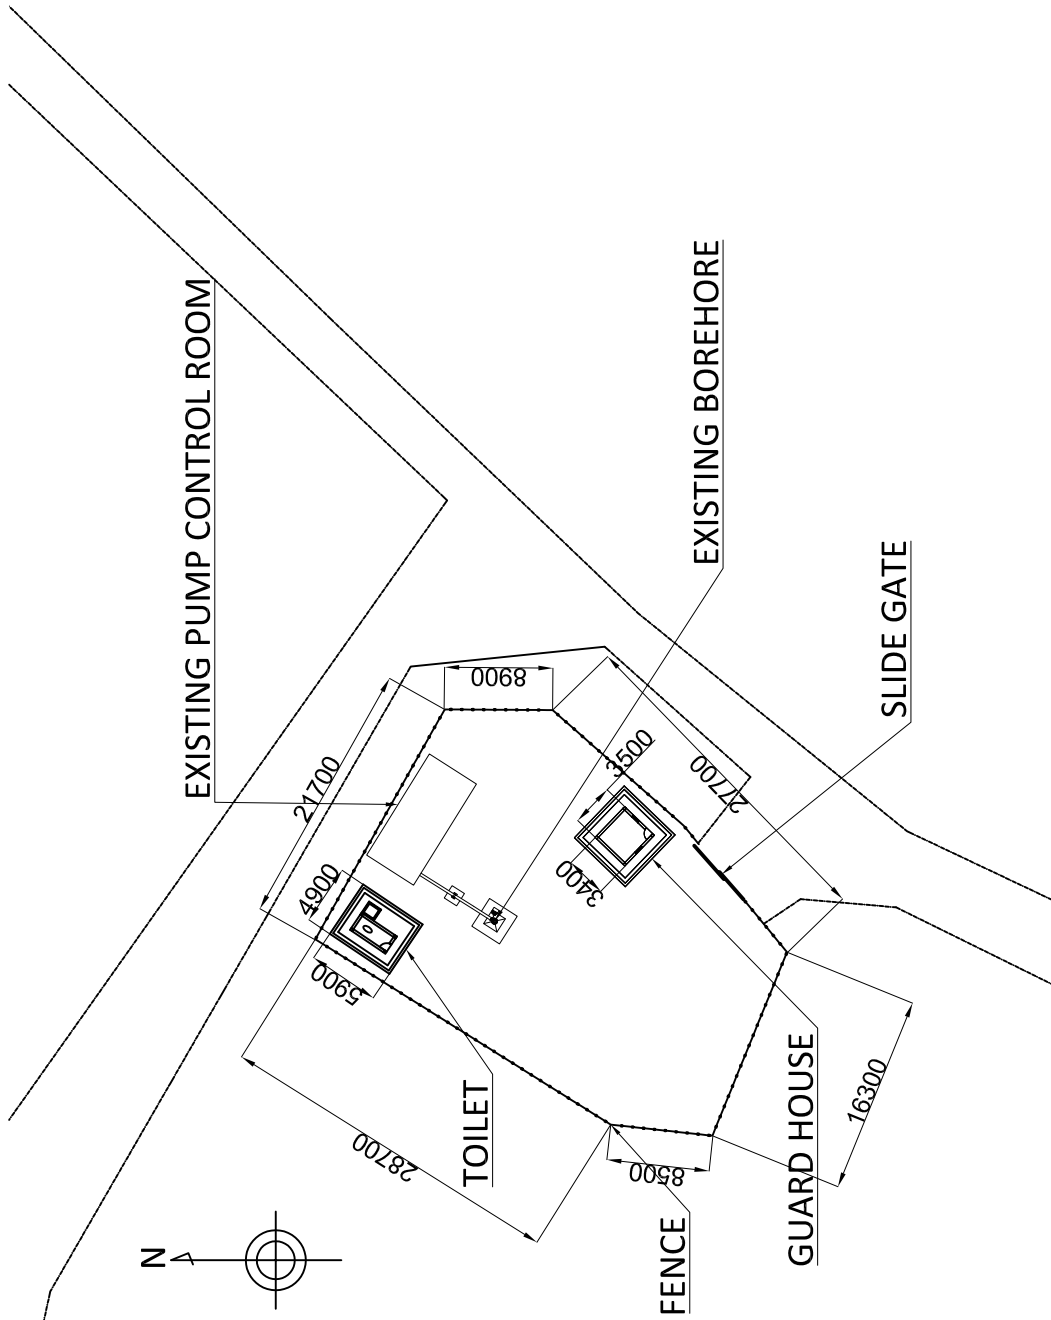 EXISTING PUMP CONTROL ROOM
EXISTING BOREHORE
SLIDE GATE
8900
21700
3500
27700
4900
3400
5900
TOILET
GUARD HOUSE
16300
28700
8500
FENCE
N